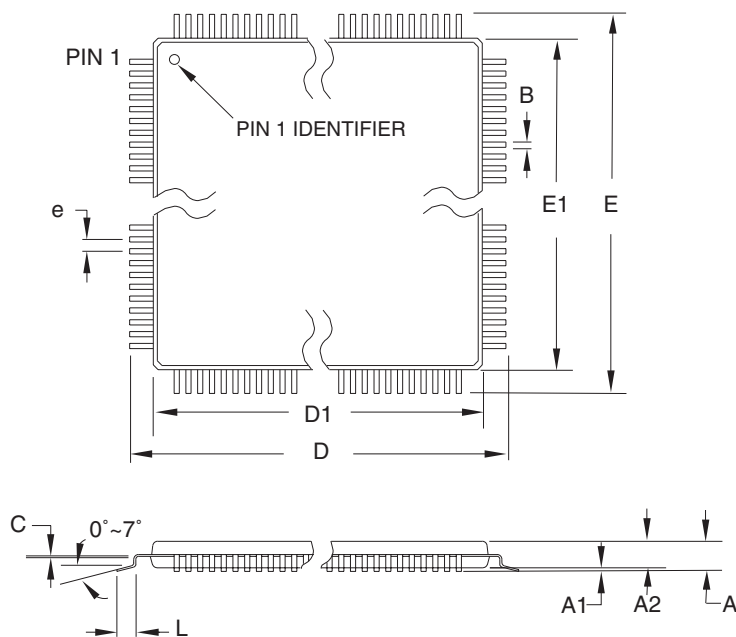 PIN 1
PIN 1 IDENTIFIER
B
e
E1
E
D1
D
C
0°~7°
L
A1
A2
A